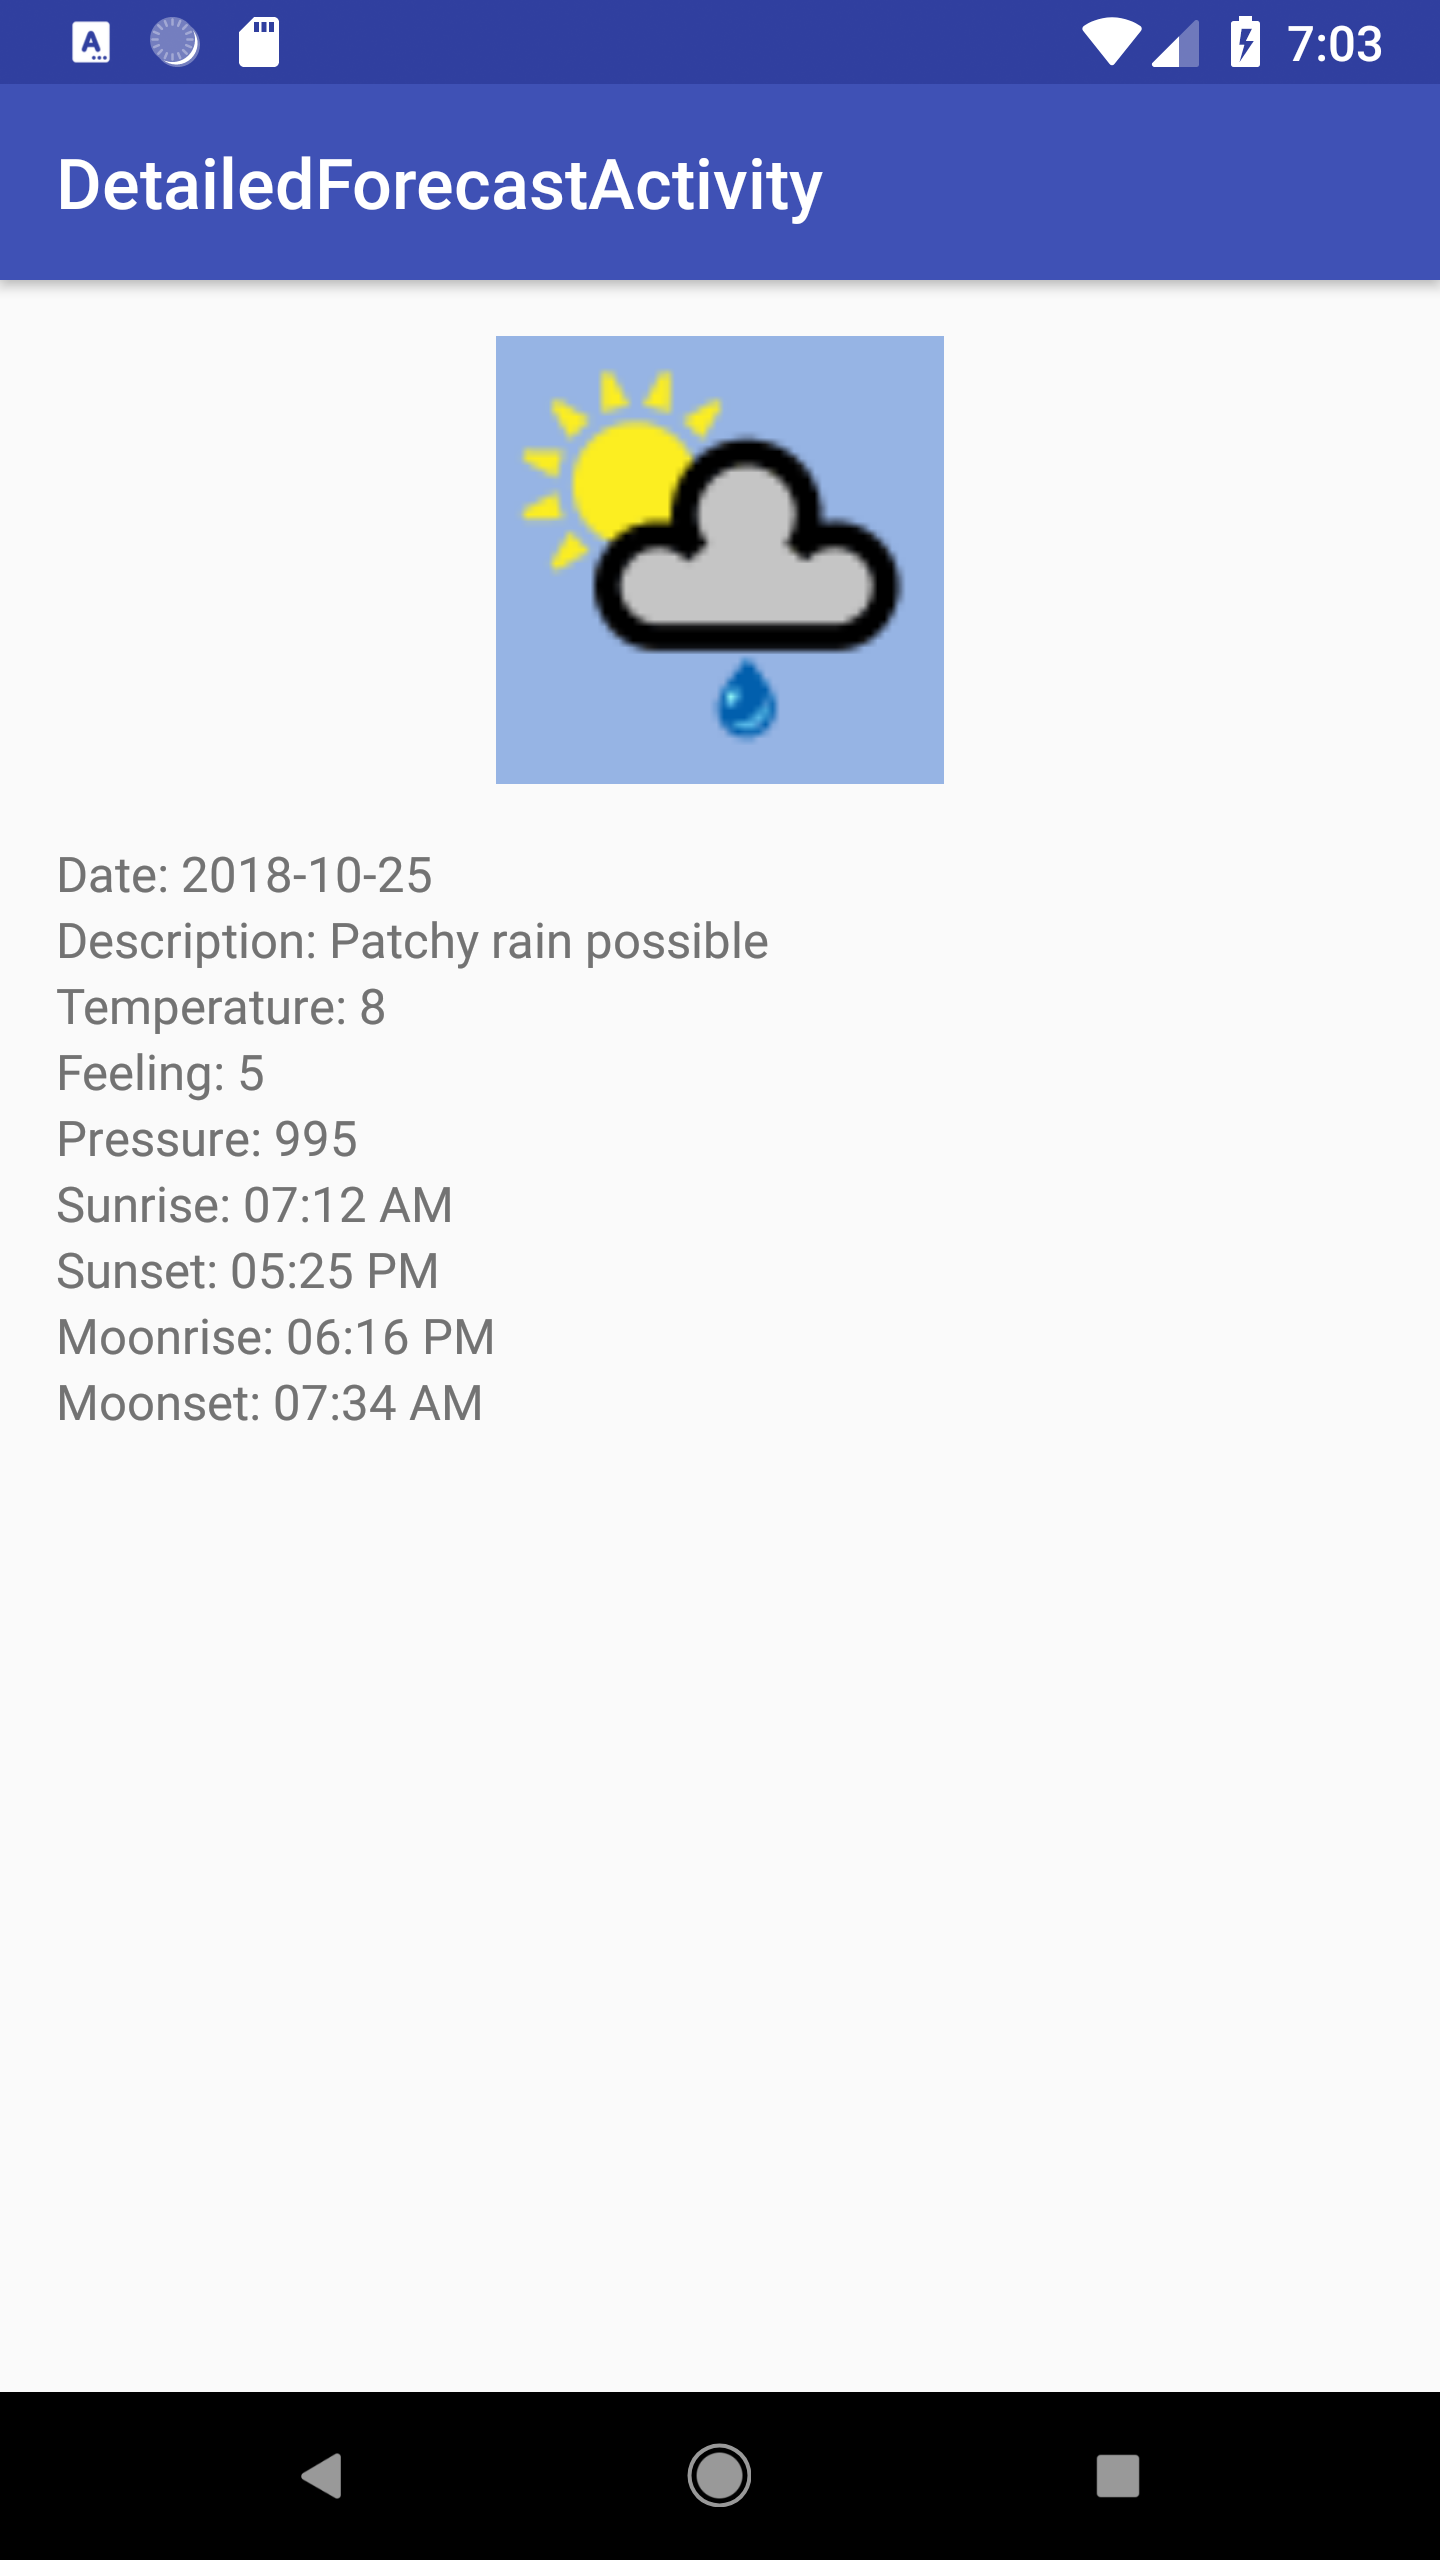 7:03
DetailedForecastActivity
Date: 2018-10-25
Description: Patchy rain possible
Temperature: 8
Feeling: 5
Pressure: 995
Sunrise: 07:12 AM
Sunset: 05:25 PM
Moonrise: 06:16 PM
Moonset: 07:34 AM